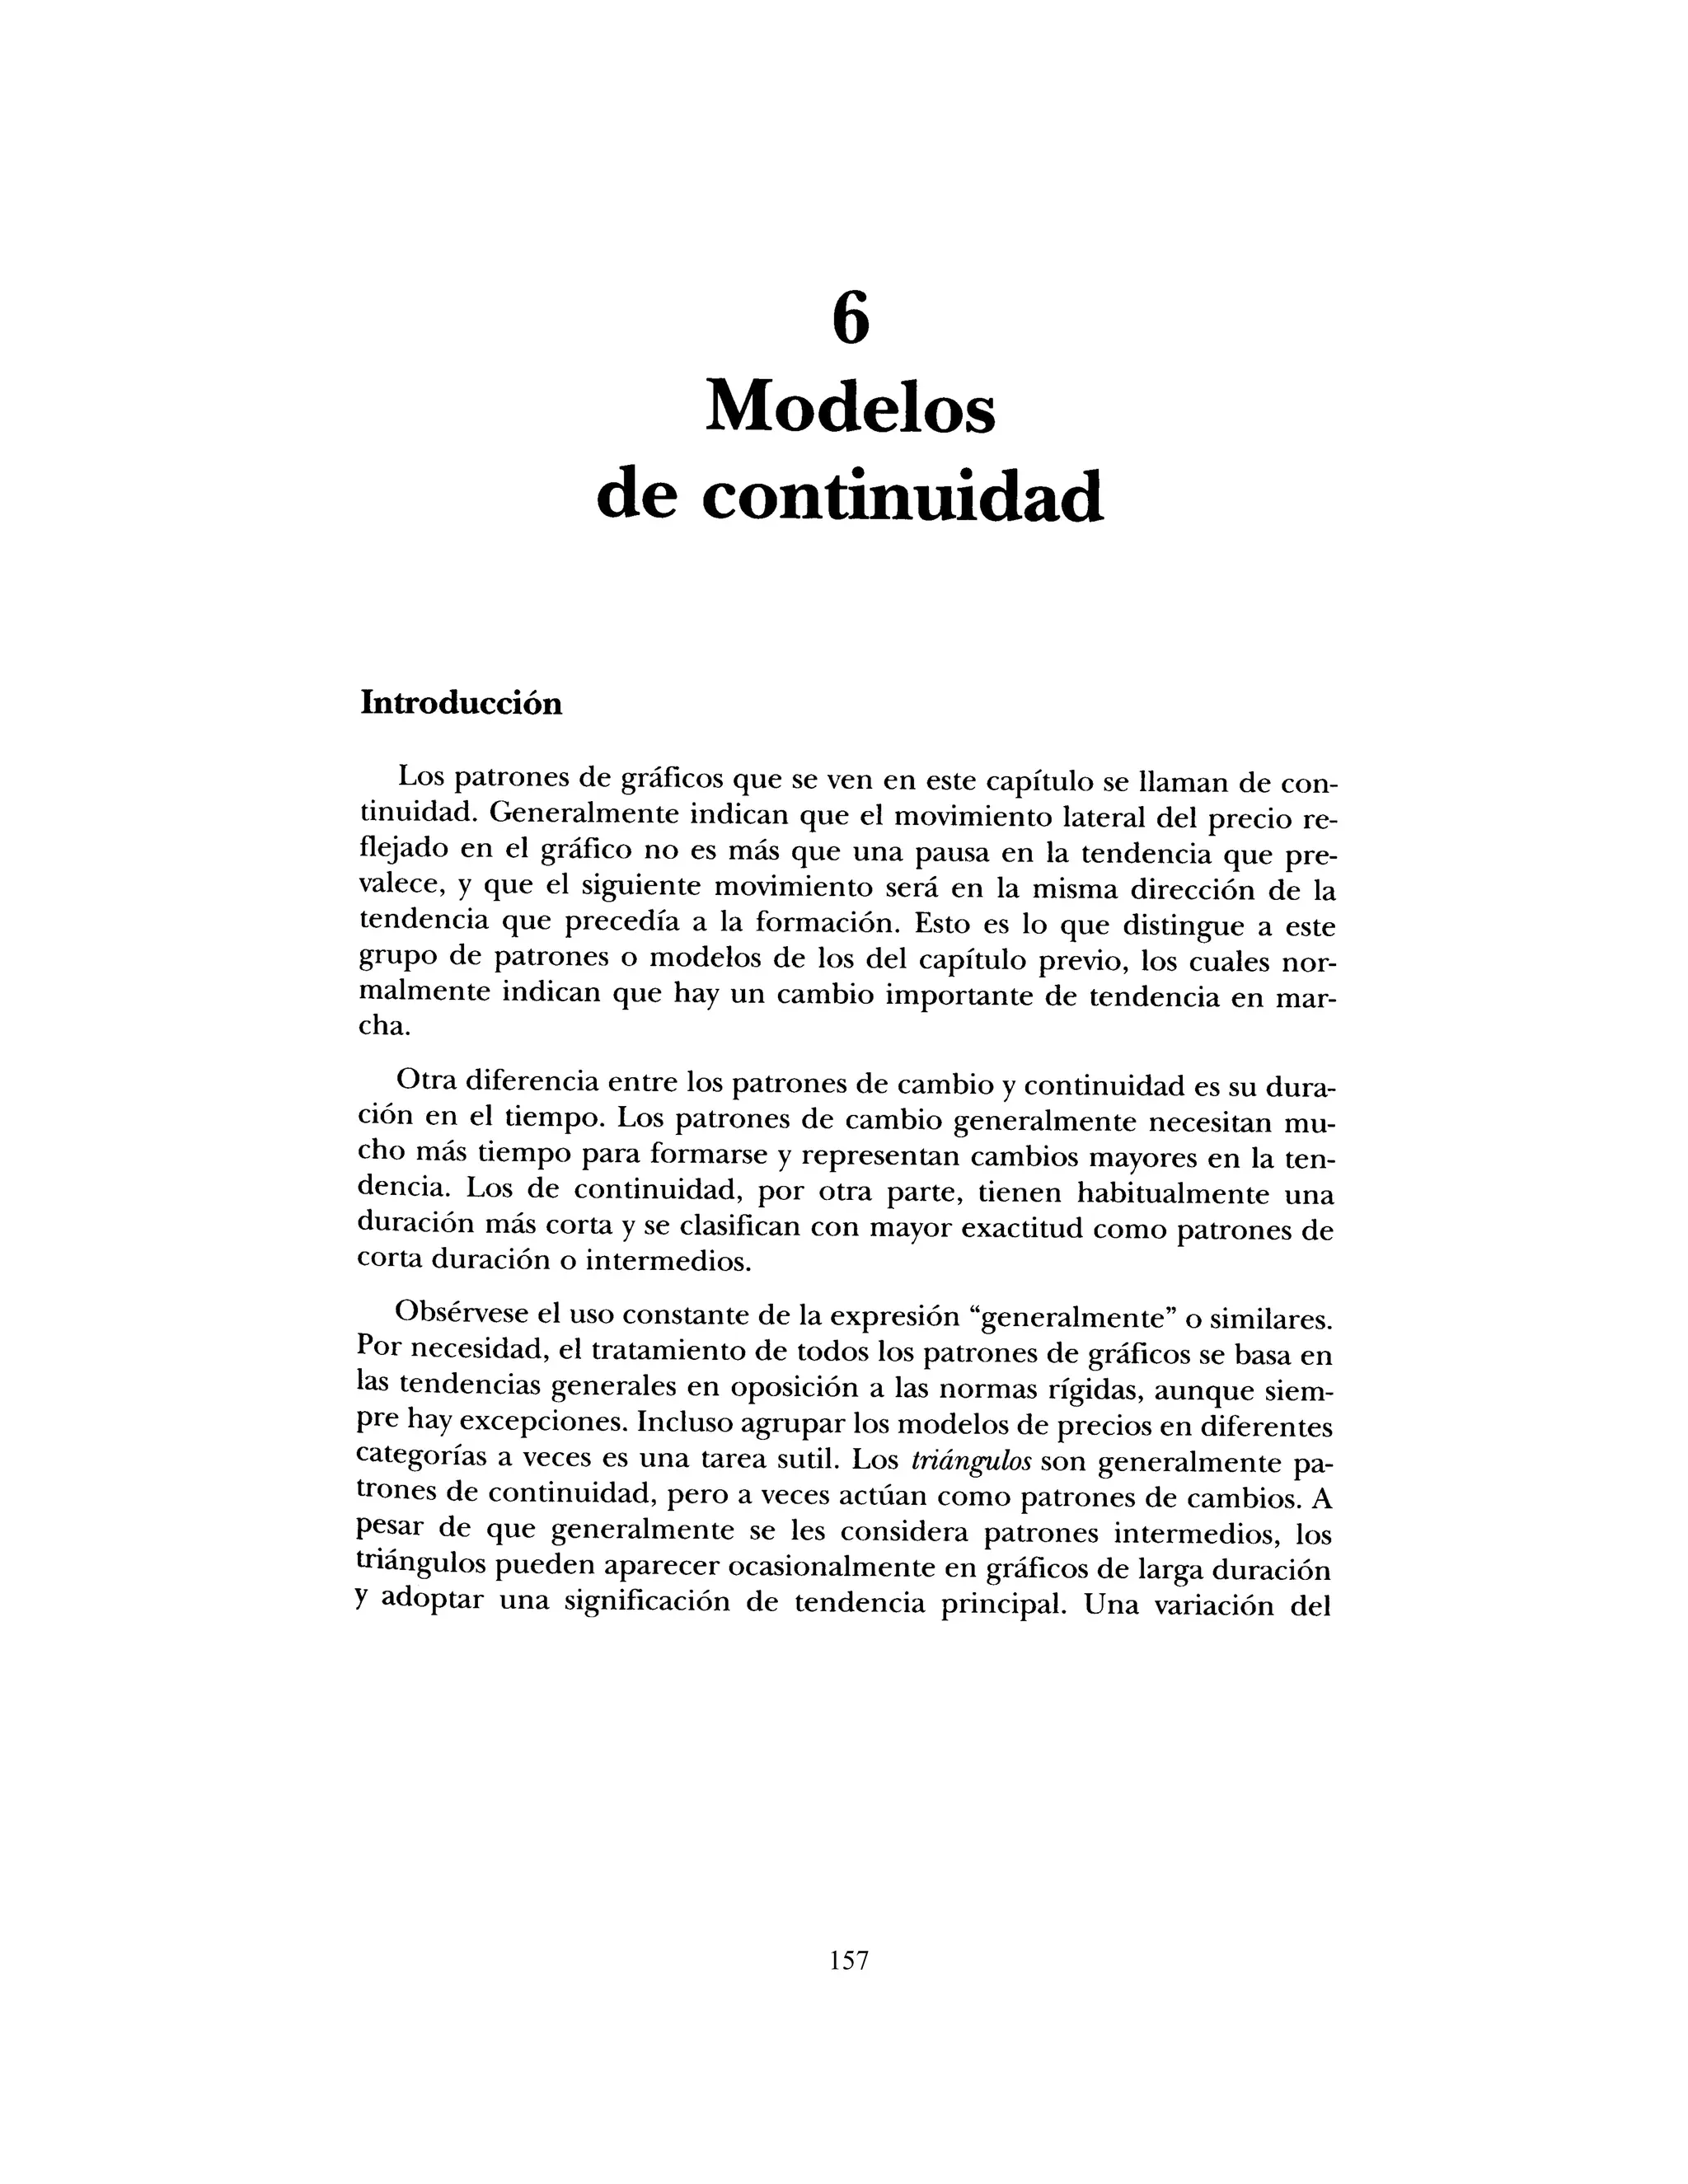 6
Modelos
de continuidad
Introducción
Los patrones de gráficos que se ven en este capítulo se llaman de con-
tinuidad. Generalmente indican que el movimiento lateral del precio re-
flejado en el gráfico no es más que una pausa en la tendencia que pre-
valece, y que el siguiente movimiento será en la misma dirección de la
tendencia que precedía a la formación. Esto es lo que distingue a este
grupo de patrones o modelos de los del capítulo previo, los cuales nor-
malmente indican que hay un cambio importante de tendencia en mar-
cha.
Otra diferencia entre los patrones de cambio y continuidad es su dura-
ción en el tiempo. Los patrones de cambio generalmente necesitan mu-
cho más tiempo para formarse y representan cambios mayores en la ten-
dencia. Los de continuidad, por otra parte, tienen habitualmente una
duración más corta y se clasifican con mayor exactitud como patrones de
corta duración o intermedios.
Obsérvese el uso constante de la expresión “generalmente” o similares.
Por necesidad, el tratamiento de todos los patrones de gráficos se basa en
las tendencias generales en oposición a las normas rígidas, aunque siem-
pre hay excepciones. Incluso agrupar los modelos de precios en diferentes
categorías a veces es una tarea sutil. Los triángulos son generalmente pa-
trones de continuidad, pero a veces actúan como patrones de cambios. A
pesar de que generalmente se les considera patrones intermedios, los
triángulos pueden aparecer ocasionalmente en gráficos de larga duración
y adoptar una significación de tendencia principal. Una variación del
157